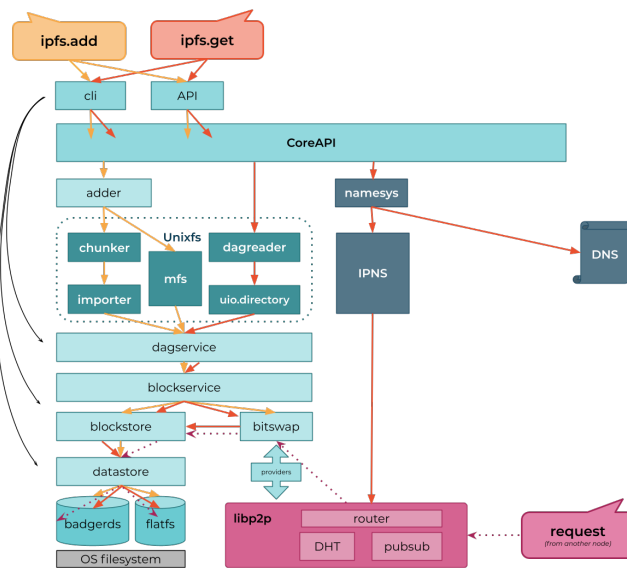 ipfs.add
ipfs.get
cli
API
CoreAPI
adder
namesys
Unixfs
chunker
dagreader
DNS
mfs
IPNS
importer
uio.directory
dagservice
blockservice
blockstore
bitswap
datastore
providers
libp2p
router
request
(from another node)
badgerds
flatfs
DHT
pubsub
OS filesystem